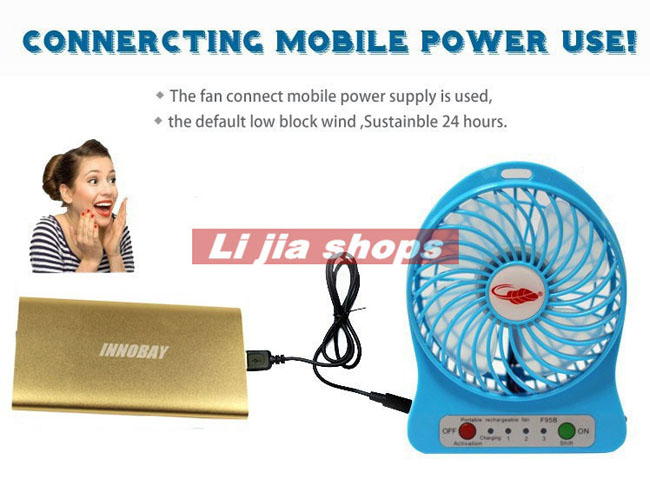 CONNERCTING MOBILE POWER USE!
The fan connect mobile power supply is used,
the default low block wind ,Sustainble 24 hours.
Li jia shops
INNOBAY
Portable rechargeable fan F95B
OFF ON
Charging 1 2 3
Activation Shift